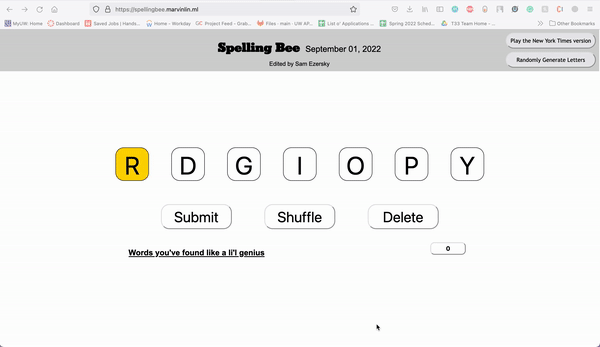 https://spellingbee.marvinlin.ml
MyUW: Home
Dashboard
Saved Jobs | Hands...
Home - Workday
Project Feed - Grab...
Files · main · UW AF...
List o' Applications...
Spring 2022 Sched...
T33 Team Home - ...
Other Bookmarks
Spelling Bee September 01, 2022
Edited by Sam Ezersky
Play the New York Times version
Randomly Generate Letters
R D G I O P Y
Submit Shuffle Delete
Words you've found like a li'l genius
0